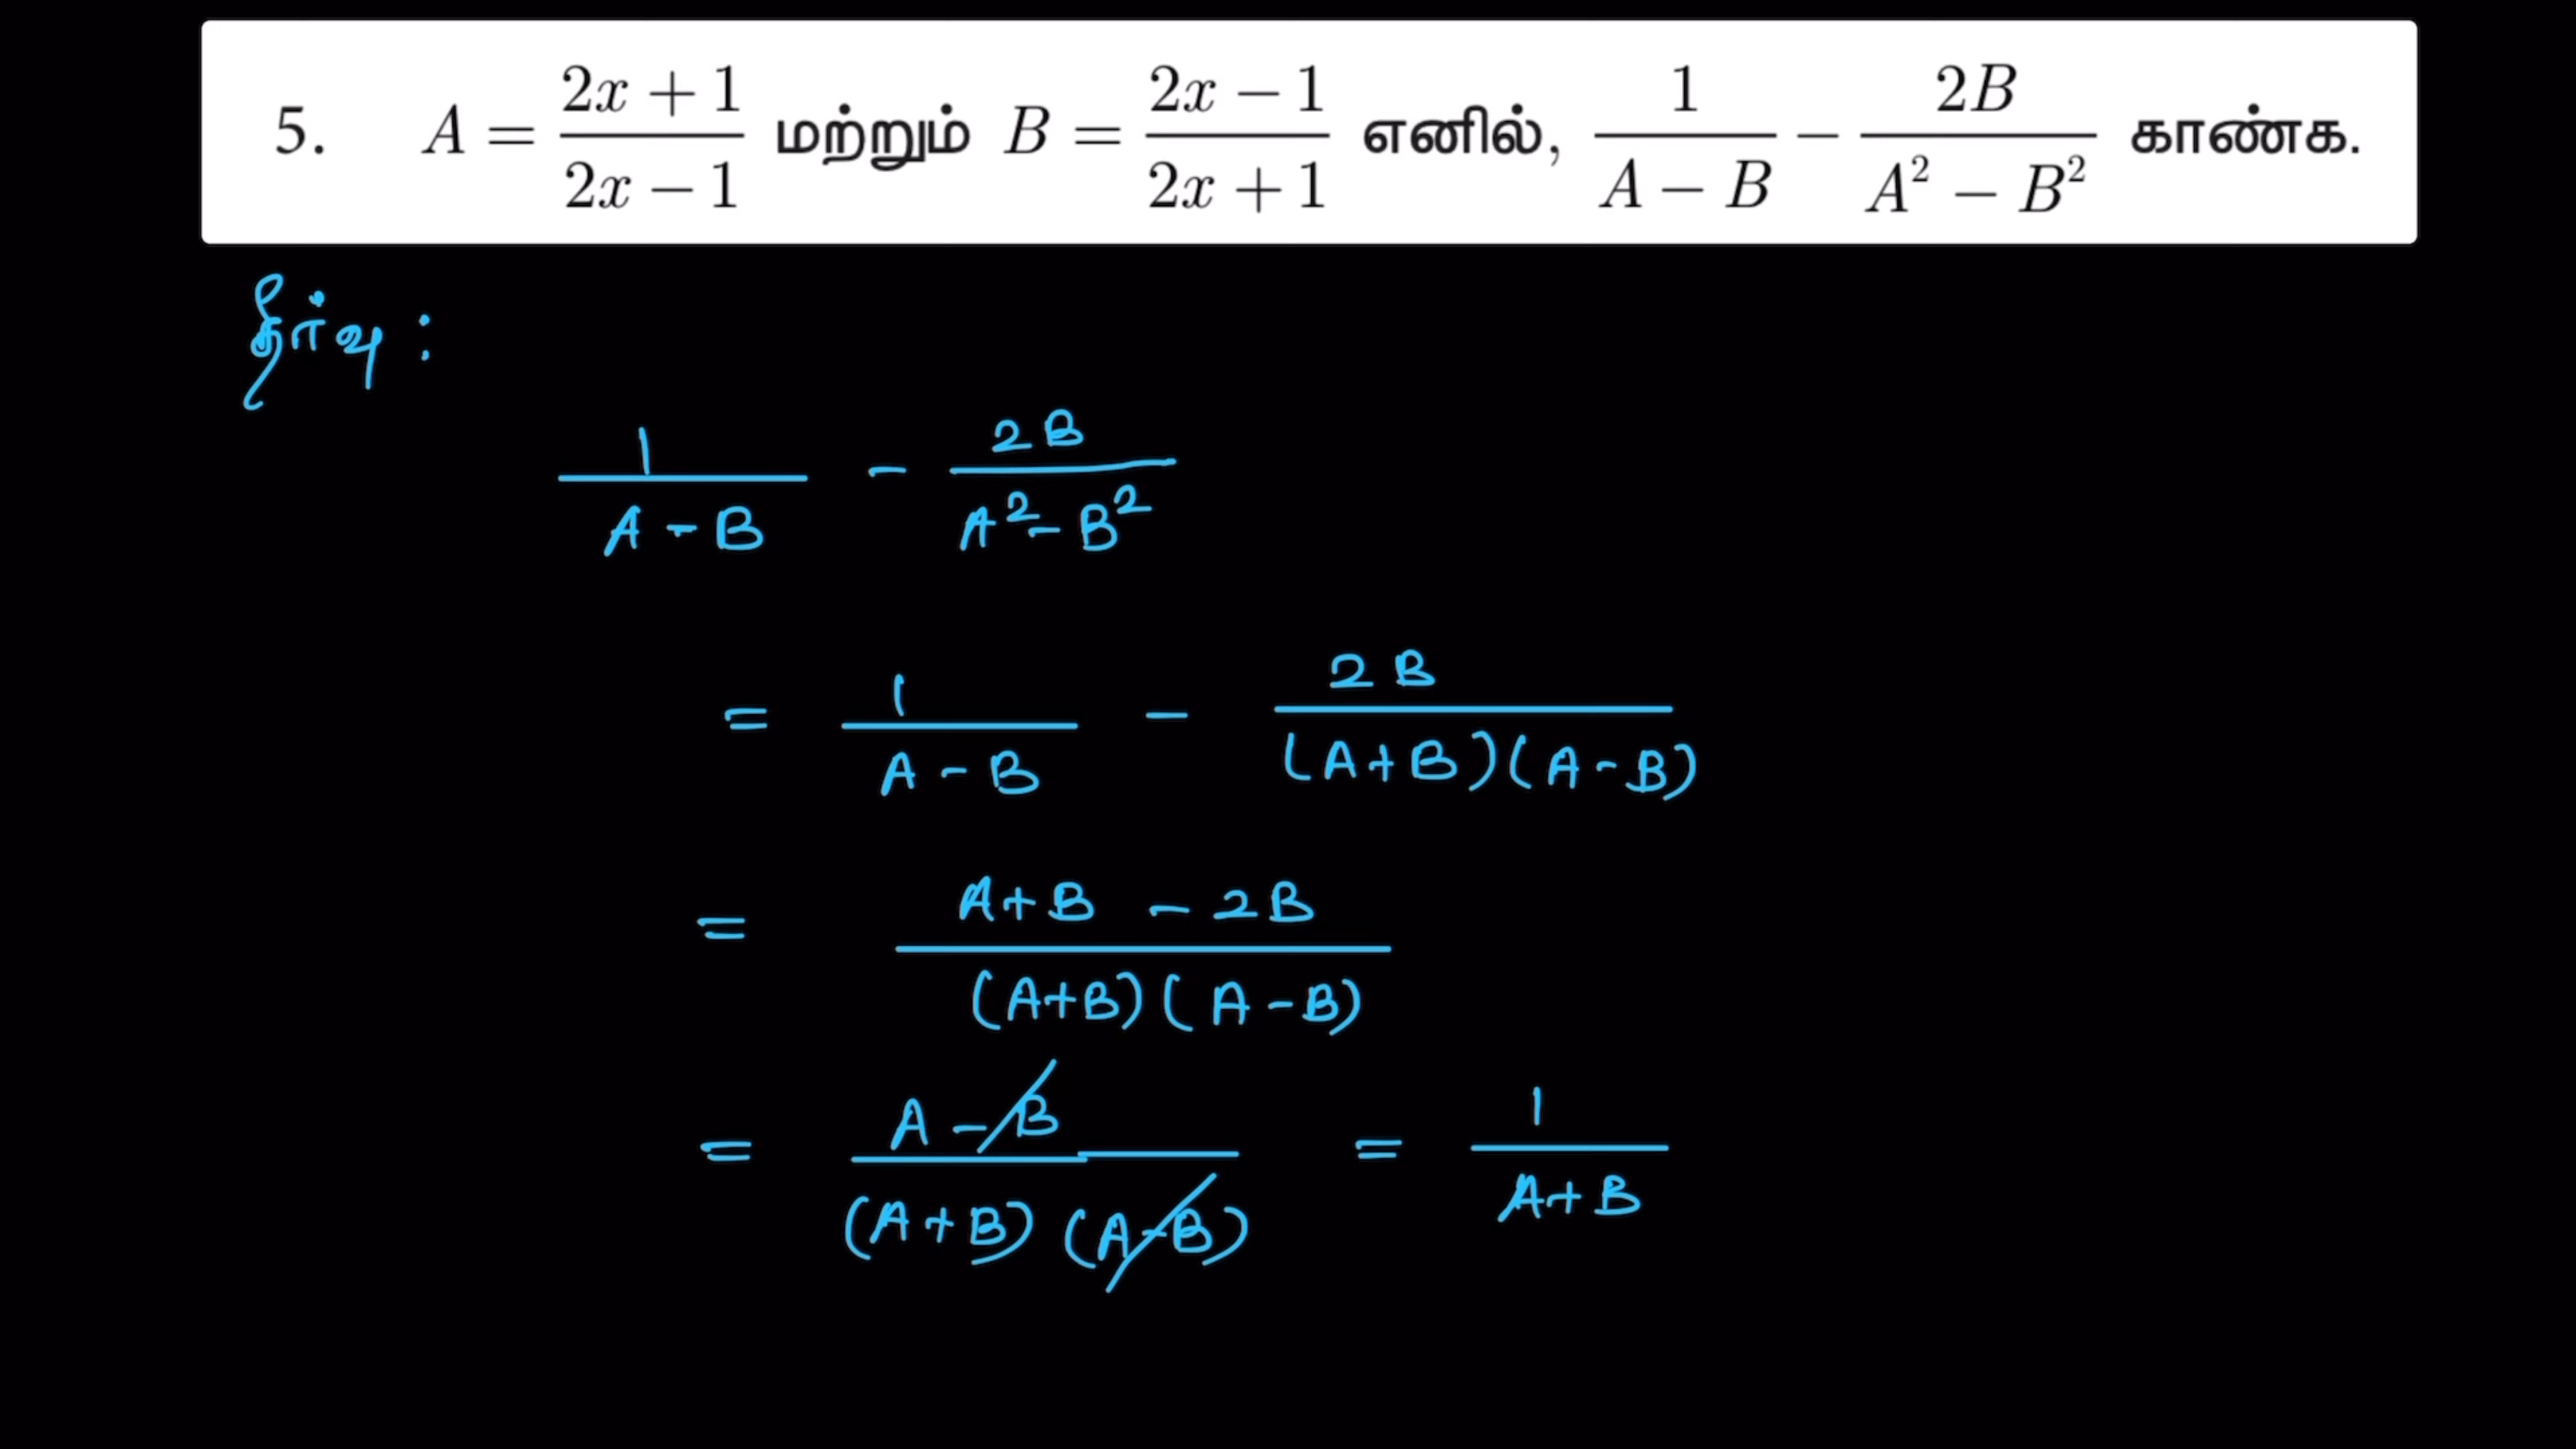 5. A = (2x + 1)/(2x − 1) மற்றும் B = (2x − 1)/(2x + 1) எனில், 1/(A − B) − 2B/(A² − B²) காண்க.
தீர்வு :
1/(A − B) − 2B/(A² − B²)
= 1/(A − B) − 2B/((A+B)(A−B))
= (A+B − 2B)/((A+B)(A−B))
= (A − B)/((A+B)(A−B)) = 1/(A+B)